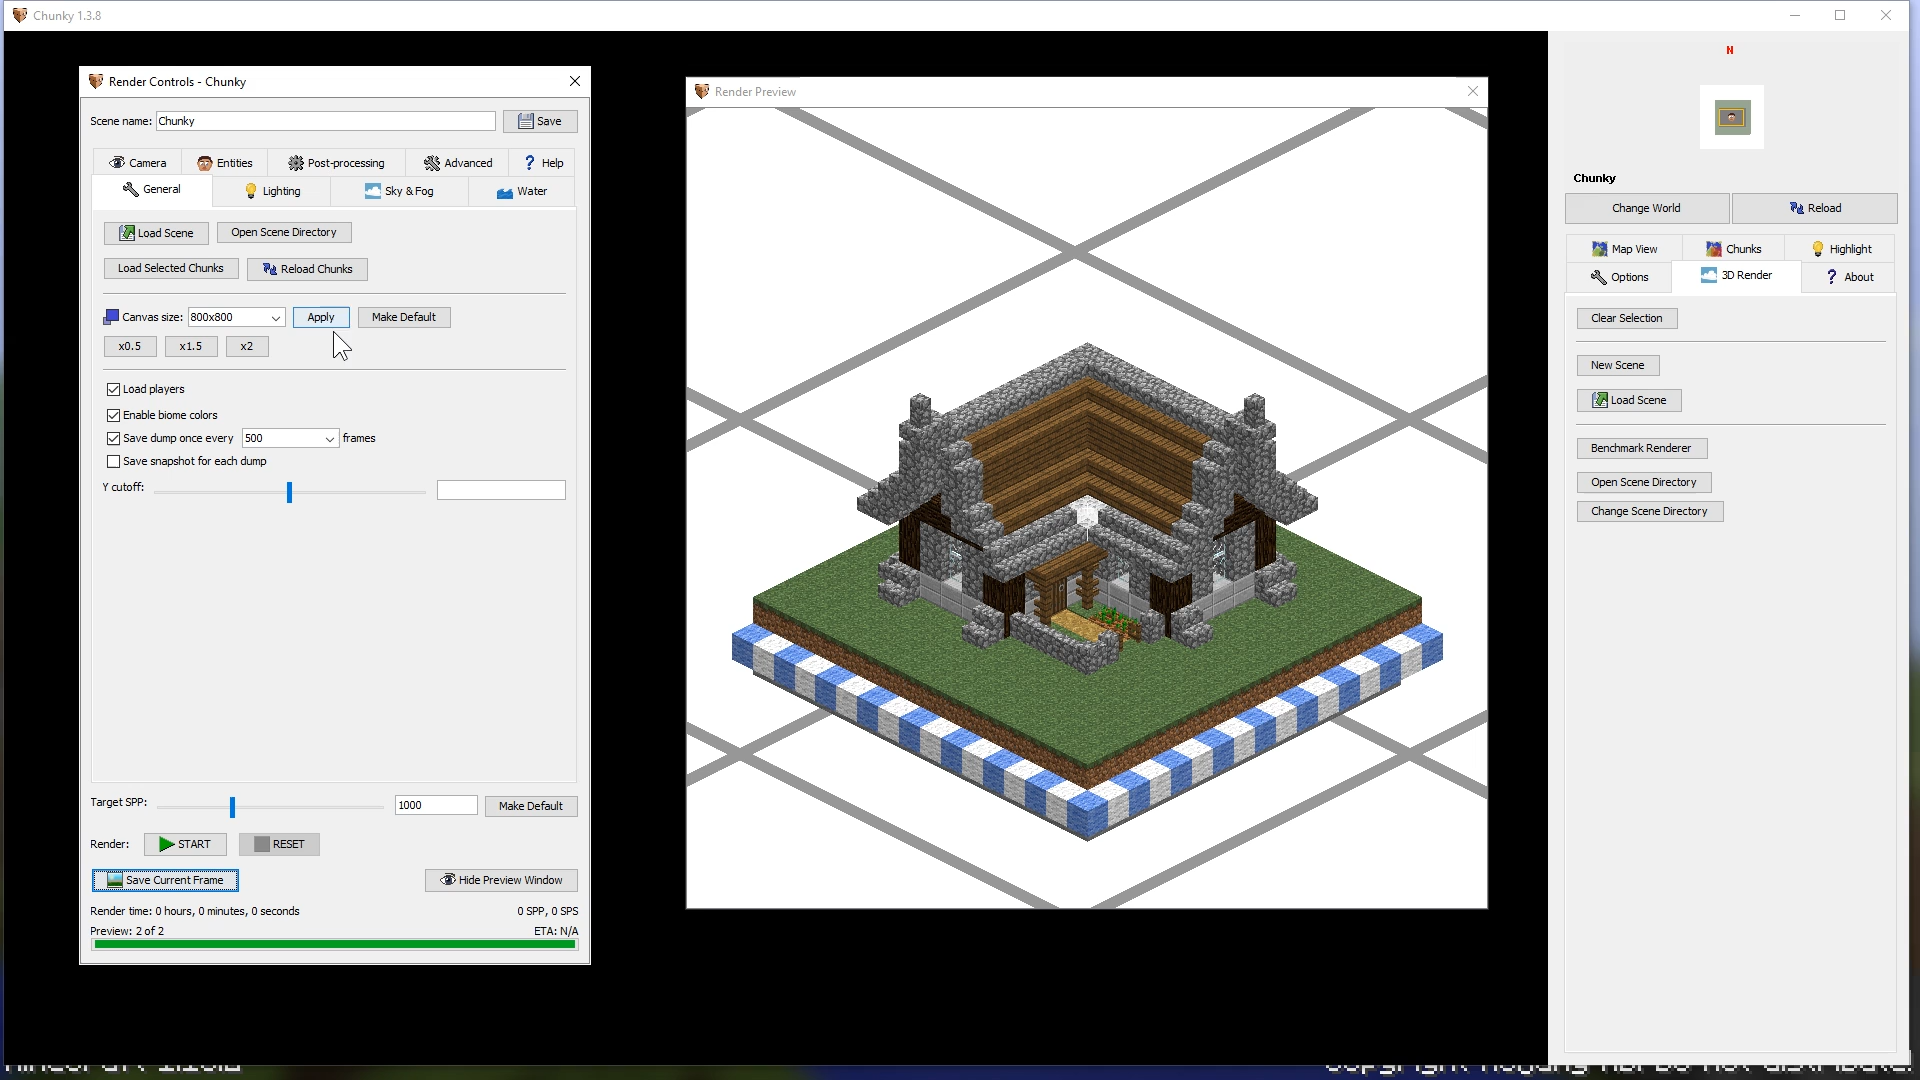 Chunky 1.3.8
Render Controls - Chunky
Scene name: Chunky Save
Camera Entities Post-processing Advanced Help
General Lighting Sky & Fog Water
Load Scene Open Scene Directory
Load Selected Chunks Reload Chunks
Canvas size: 800x800 Apply Make Default
x0.5 x1.5 x2
Load players
Enable biome colors
Save dump once every 500 frames
Save snapshot for each dump
Y cutoff:
Target SPP: 1000 Make Default
Render: START RESET
Save Current Frame Hide Preview Window
Render time: 0 hours, 0 minutes, 0 seconds 0 SPP, 0 SPS
Preview: 2 of 2 ETA: N/A
Render Preview
N
Chunky
Change World Reload
Map View Chunks Highlight
Options 3D Render About
Clear Selection
New Scene
Load Scene
Benchmark Renderer
Open Scene Directory
Change Scene Directory